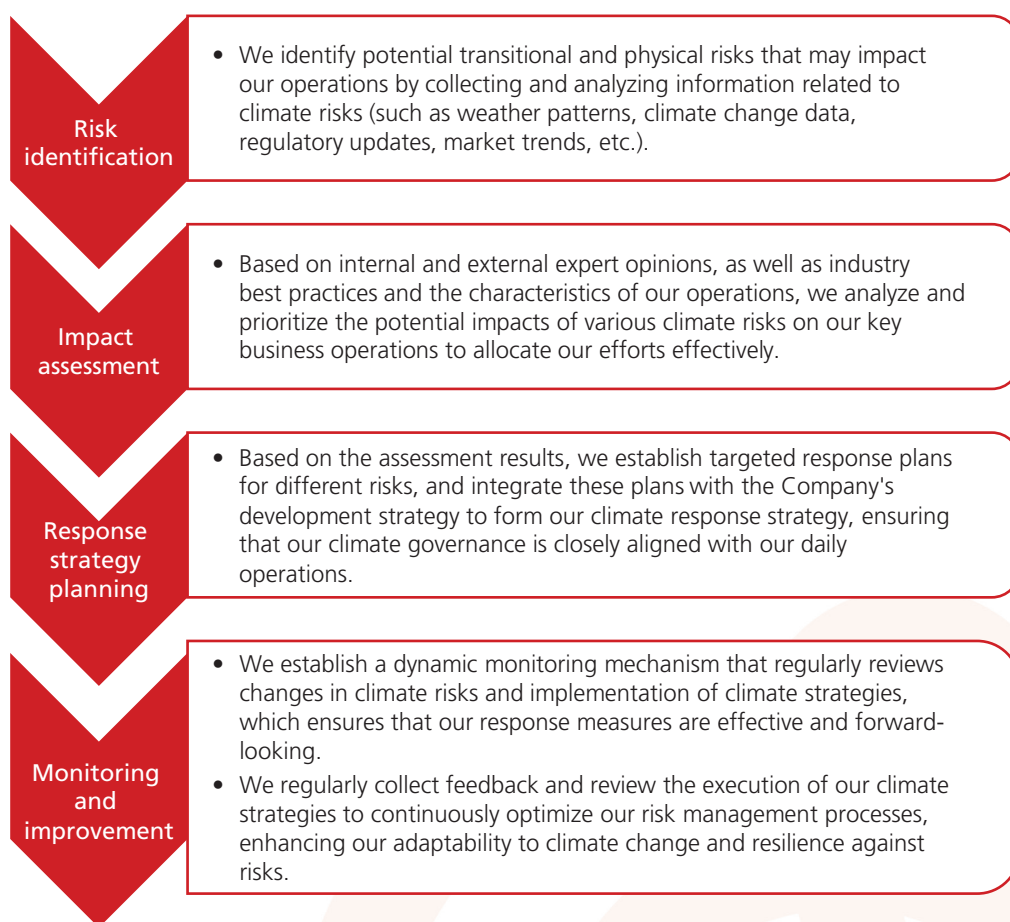 Risk
identification
• We identify potential transitional and physical risks that may impact
our operations by collecting and analyzing information related to
climate risks (such as weather patterns, climate change data,
regulatory updates, market trends, etc.).
Impact
assessment
• Based on internal and external expert opinions, as well as industry
best practices and the characteristics of our operations, we analyze and
prioritize the potential impacts of various climate risks on our key
business operations to allocate our efforts effectively.
Response
strategy
planning
• Based on the assessment results, we establish targeted response plans
for different risks, and integrate these plans with the Company's
development strategy to form our climate response strategy, ensuring
that our climate governance is closely aligned with our daily
operations.
Monitoring
and
improvement
• We establish a dynamic monitoring mechanism that regularly reviews
changes in climate risks and implementation of climate strategies,
which ensures that our response measures are effective and forward-
looking.
• We regularly collect feedback and review the execution of our climate
strategies to continuously optimize our risk management processes,
enhancing our adaptability to climate change and resilience against
risks.